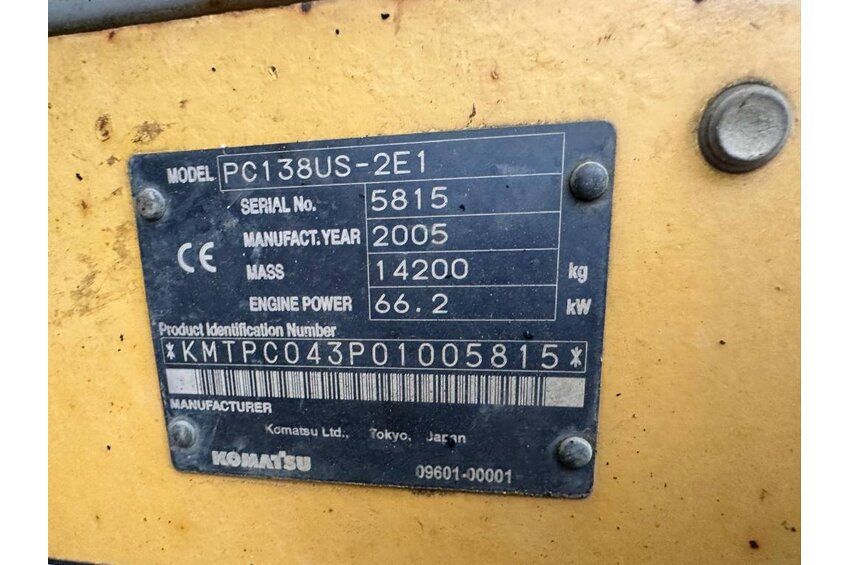 MODEL PC138US-2E1
SERIAL No. 5815
MANUFACT.YEAR 2005
CE
MASS 14200 kg
ENGINE POWER 66.2 kW
Product Identification Number
*KMTPC043P01005815*
MANUFACTURER
Komatsu Ltd., Tokyo, Japan
KOMATSU
09601-00001